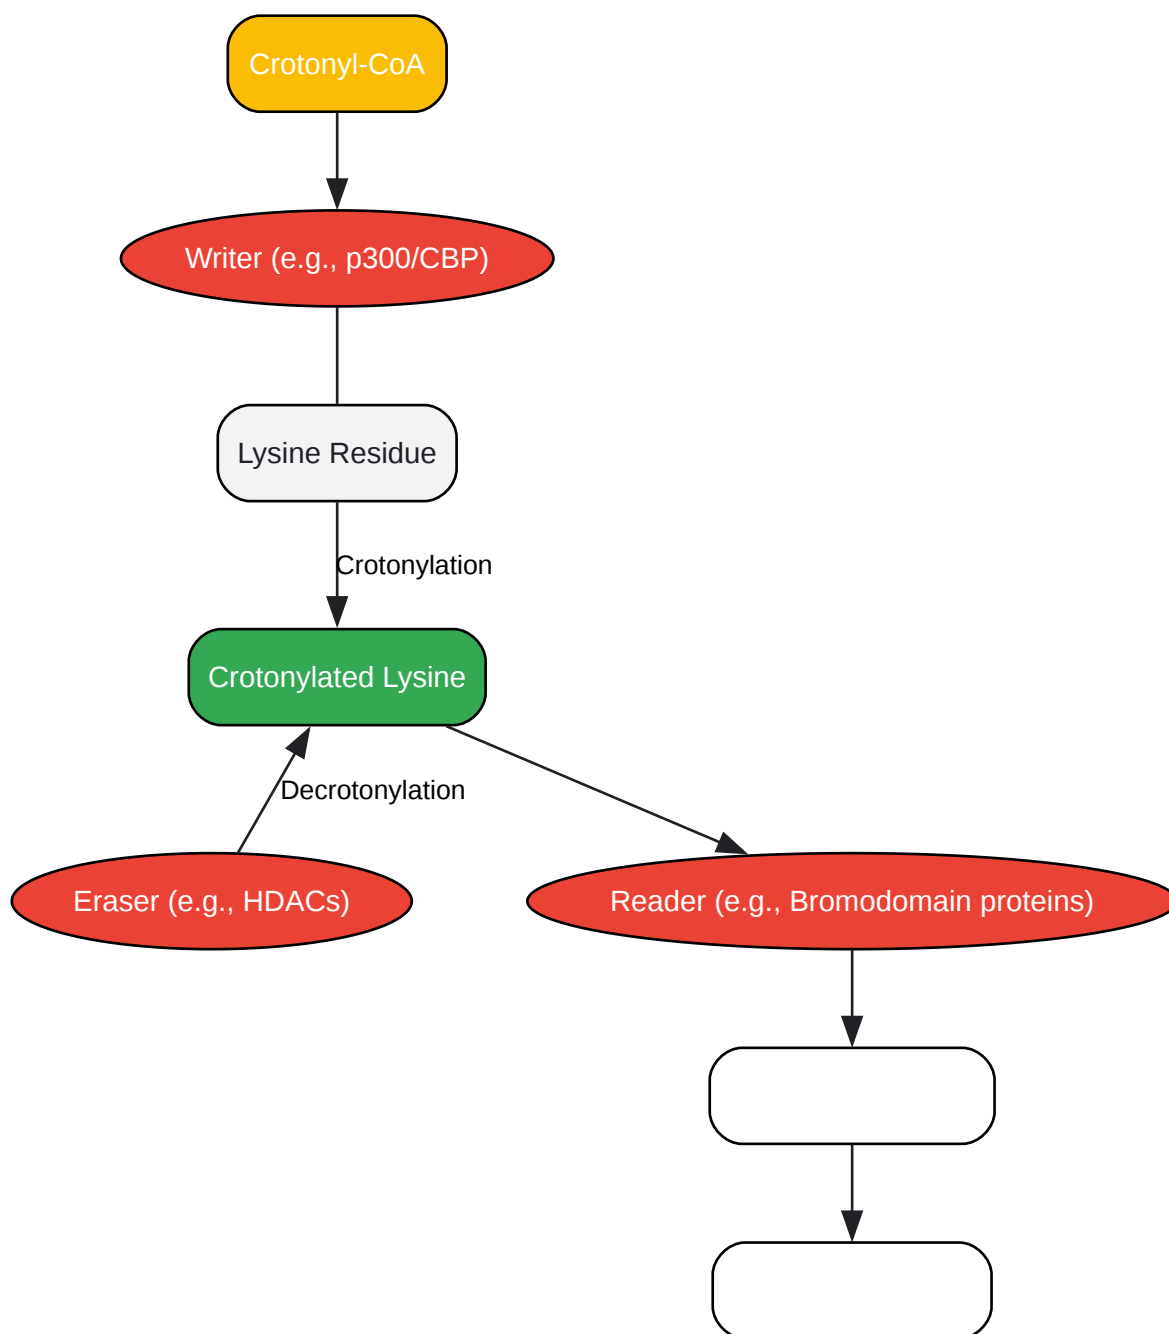 Crotonyl-CoA
Writer (e.g., p300/CBP)
Lysine Residue
Crotonylation
Crotonylated Lysine
Decrotonylation
Eraser (e.g., HDACs)
Reader (e.g., Bromodomain proteins)